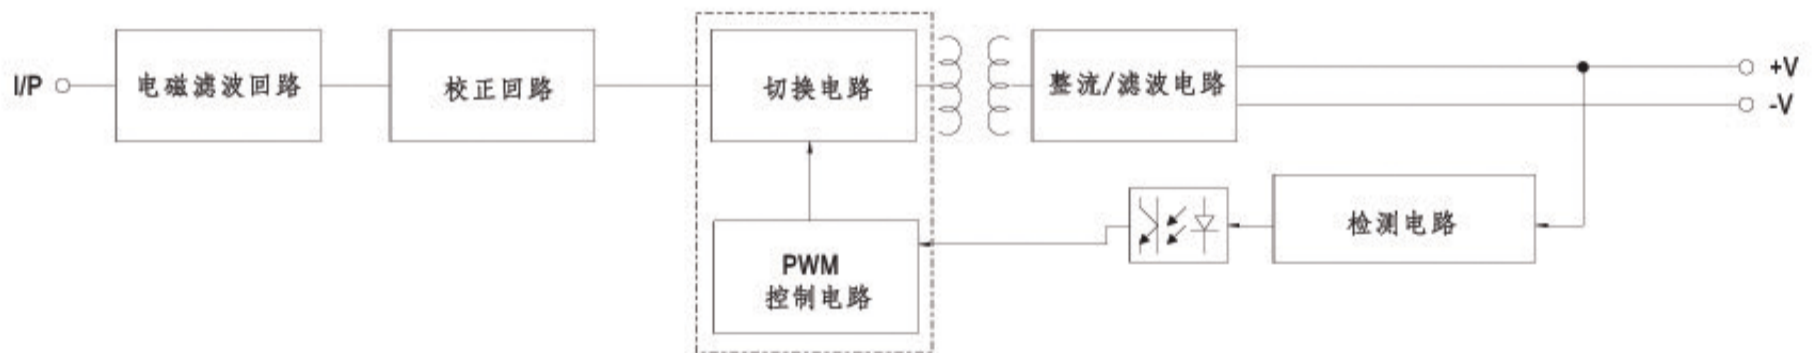 I/P
电磁滤波回路
校正回路
切换电路
整流/滤波电路
+V
-V
检测电路
PWM
控制电路